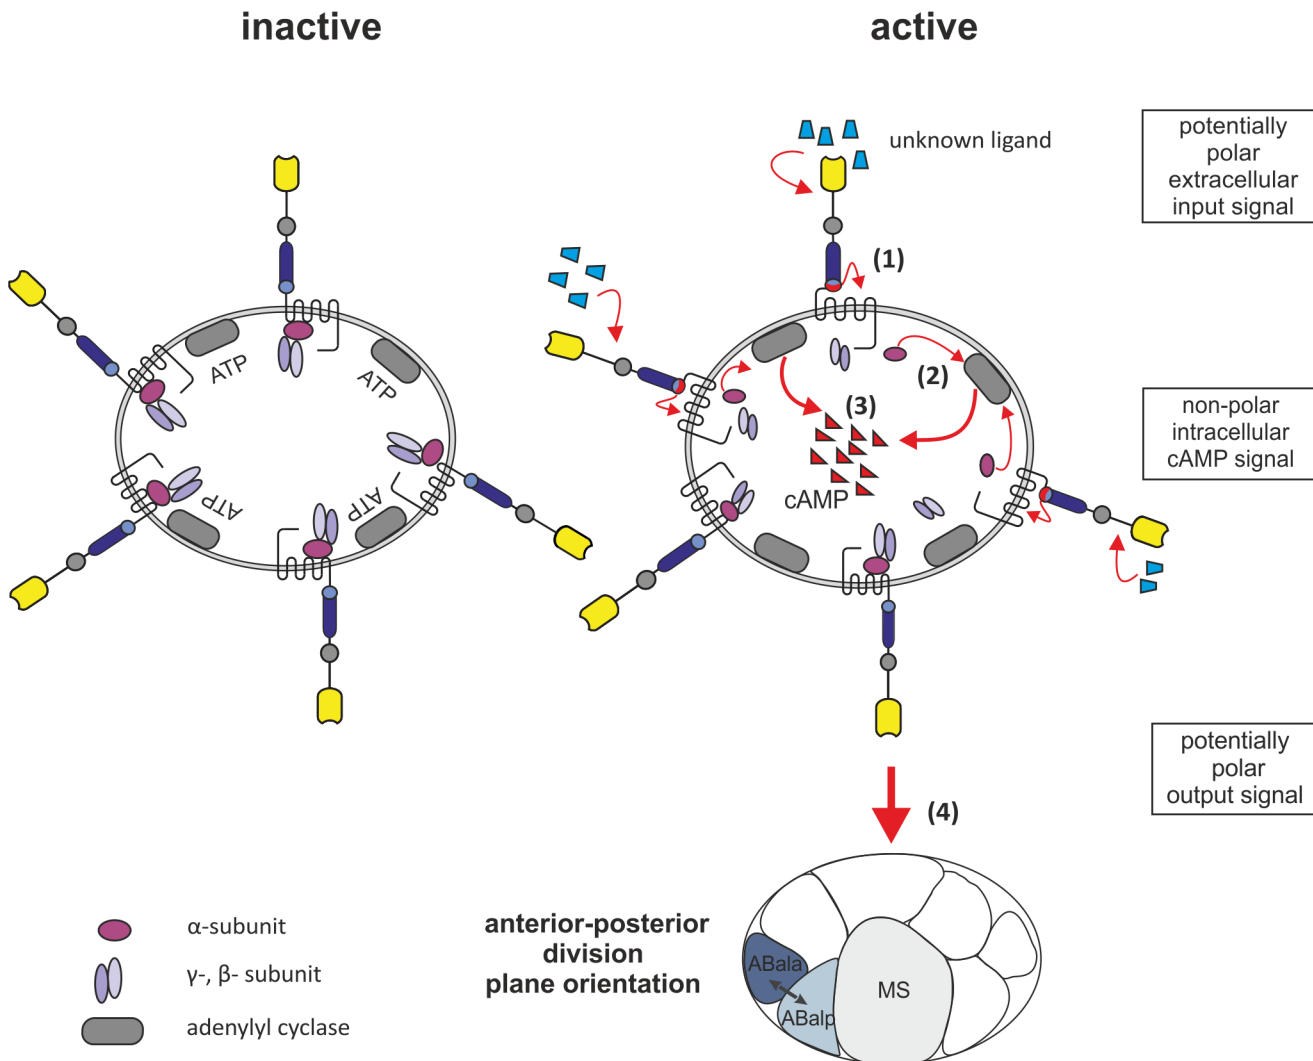 inactive
active
unknown ligand
potentially
polar
extracellular
input signal
(1)
ATP
ATP
(2)
(3)
non-polar
intracellular
cAMP signal
ATP
ATP
cAMP
potentially
polar
output signal
(4)
α-subunit
γ-, β- subunit
adenylyl cyclase
anterior-posterior
division
plane orientation
ABala
MS
ABalp